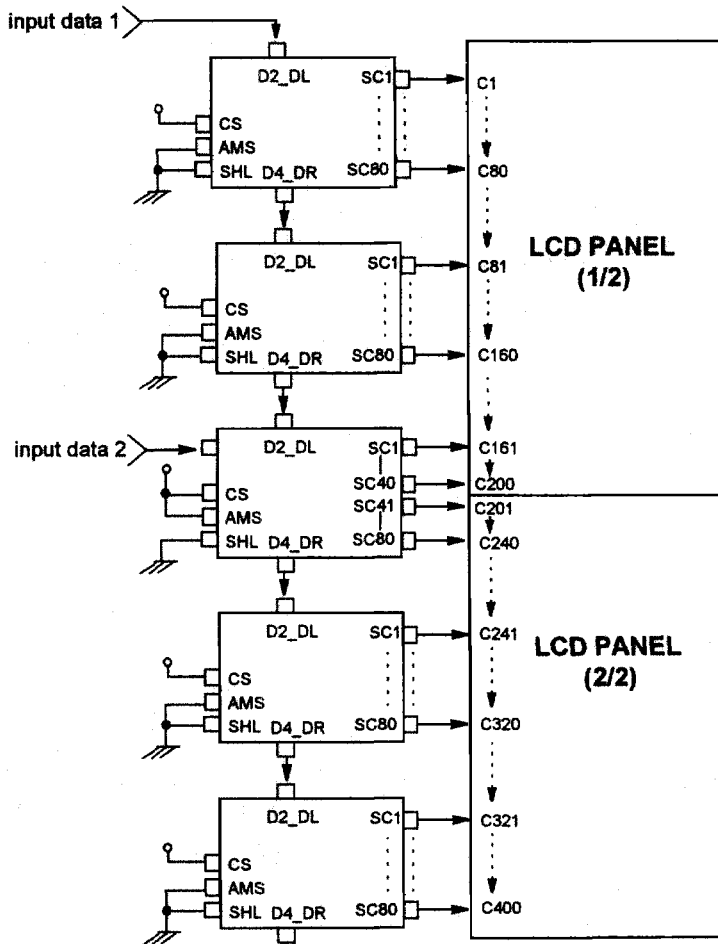 input data 1
D2_DL SC1 C1
CS
AMS
SHL D4_DR SC80 C80
D2_DL SC1 C81
LCD PANEL
(1/2)
CS
AMS
SHL D4_DR SC80 C160
input data 2 D2_DL SC1 C161
SC40 C200
CS SC41 C201
AMS
SHL D4_DR SC80 C240
D2_DL SC1 C241
LCD PANEL
(2/2)
CS
AMS
SHL D4_DR SC80 C320
D2_DL SC1 C321
CS
AMS
SHL D4_DR SC80 C400